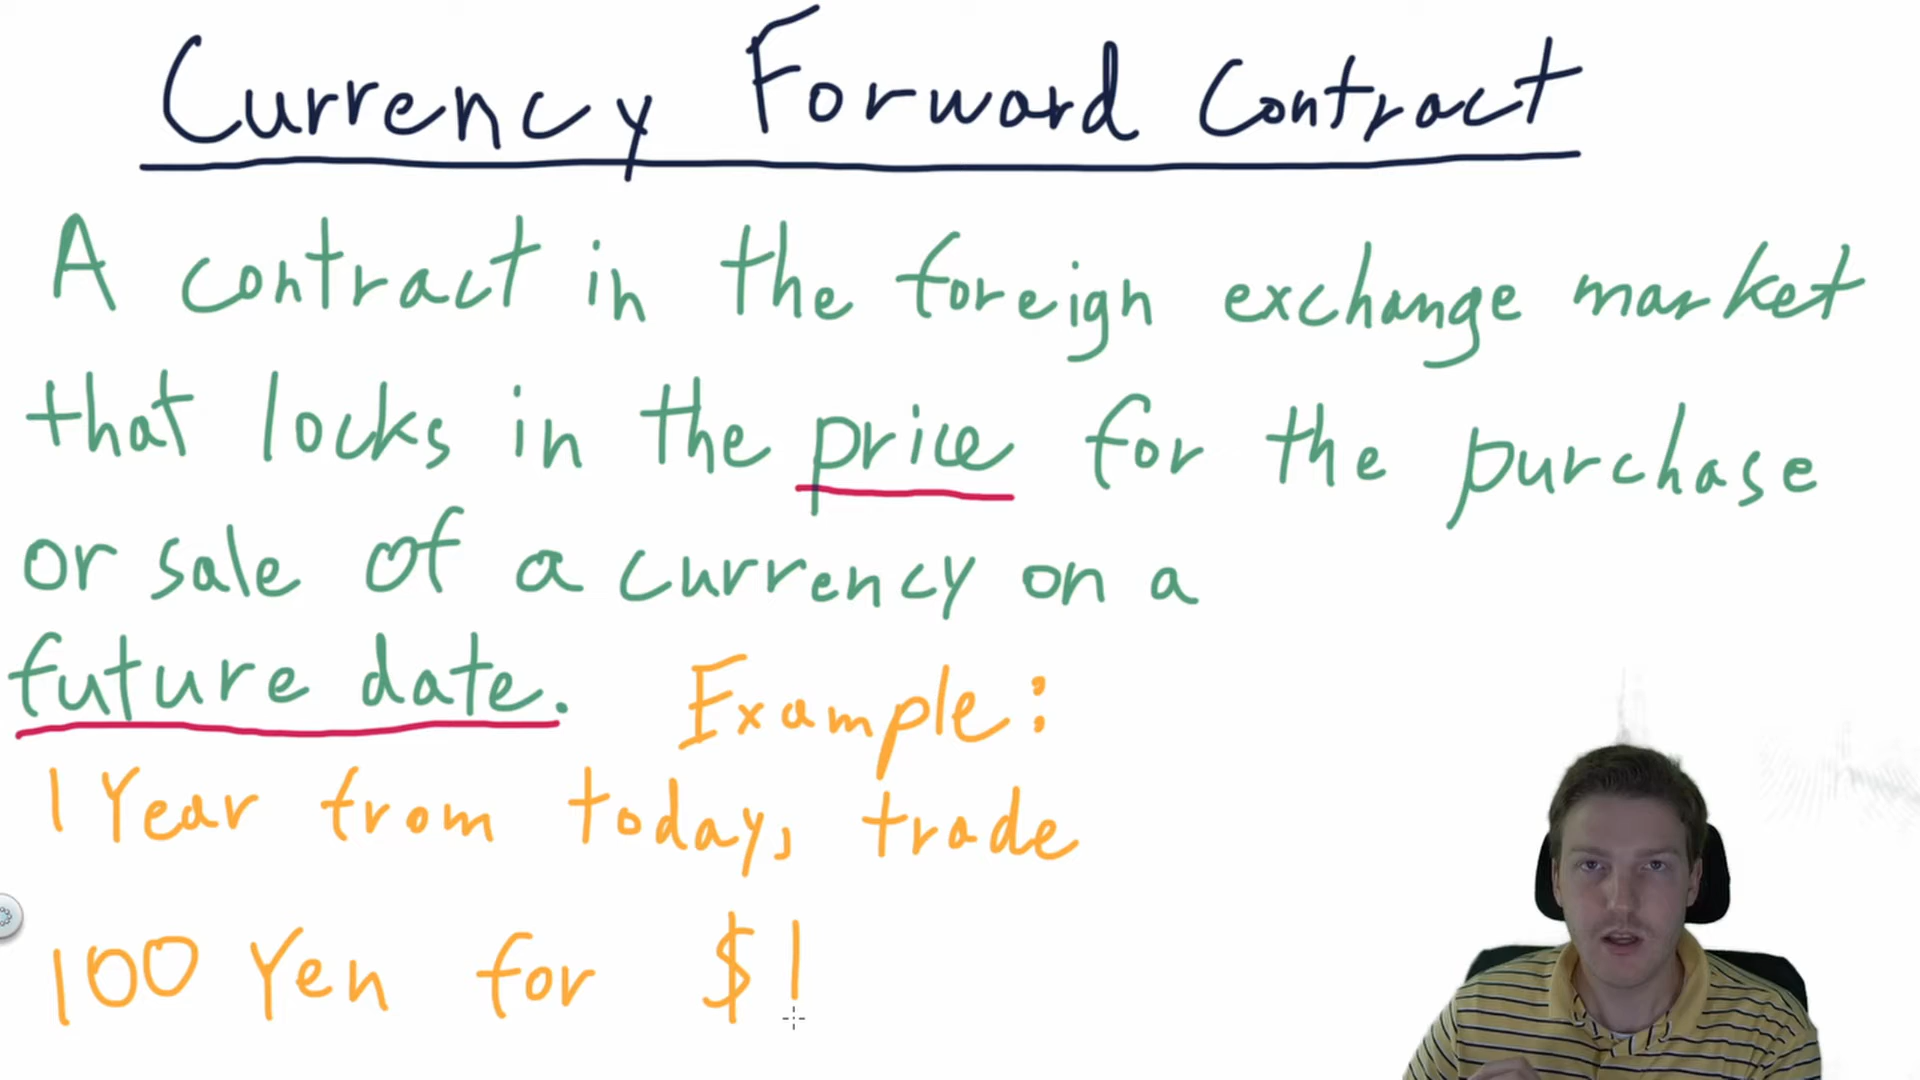 Currency Forward Contract
A contract in the foreign exchange market
that locks in the price for the purchase
or sale of a currency on a
future date. Example:
1 Year from today, trade
100 Yen for $1